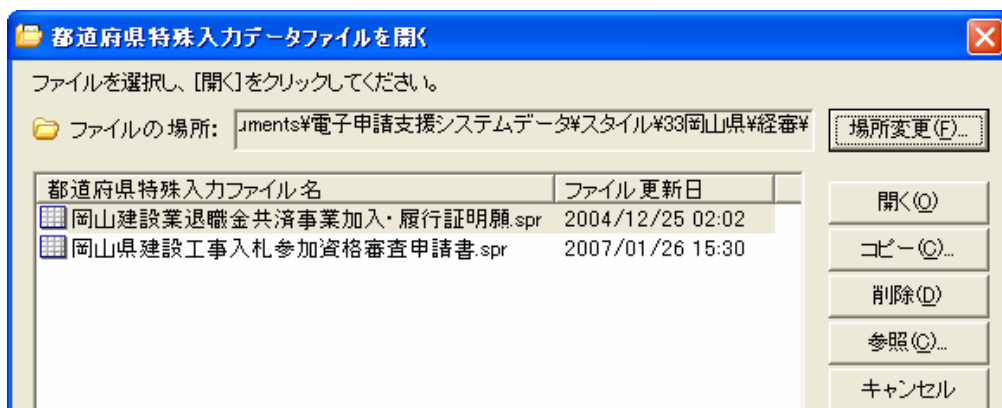 都道府県特殊入力データファイルを開く
ファイルを選択し、[開く]をクリックしてください。
ファイルの場所: uments¥電子申請支援システムデータ¥スタイル¥33岡山県¥経審¥ 場所変更(F)...
都道府県特殊入力ファイル名 ファイル更新日
岡山建設業退職金共済事業加入・履行証明願.spr 2004/12/25 02:02
岡山県建設工事入札参加資格審査申請書.spr 2007/01/26 15:30
開く(O)
コピー(C)...
削除(D)
参照(C)...
キャンセル